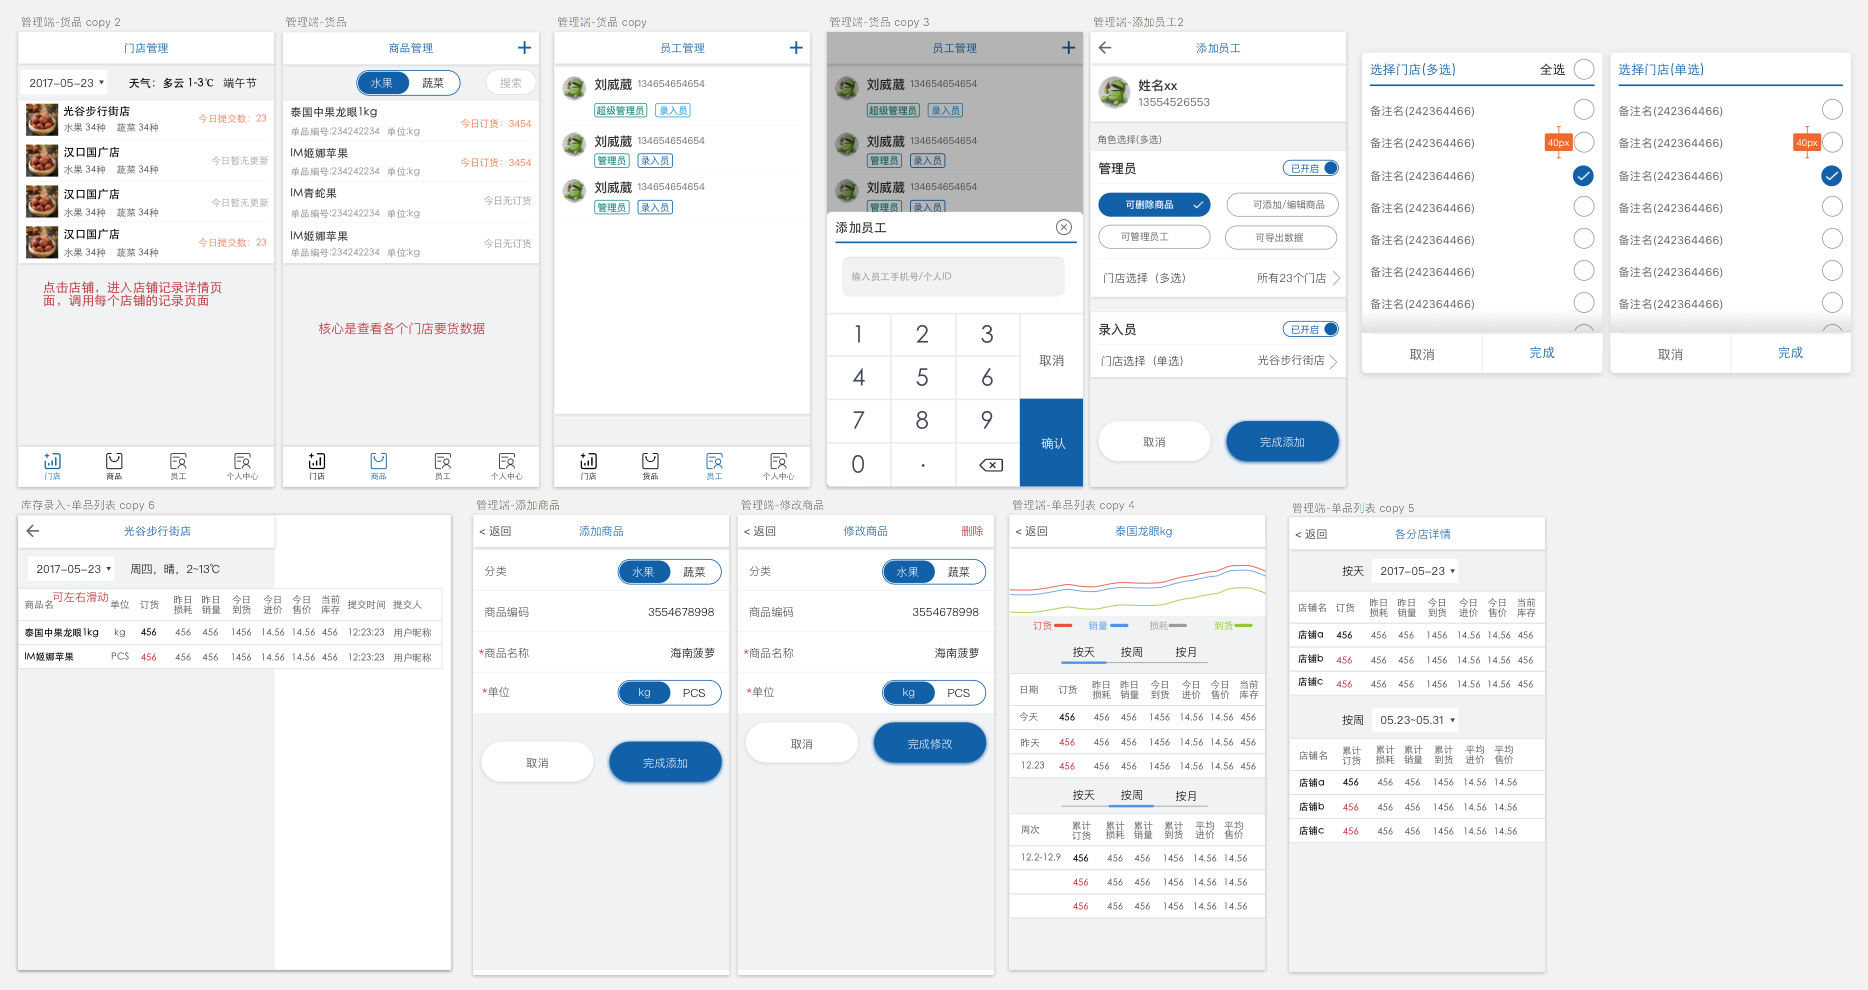 管理端-货品 copy 2
门店管理
2017-05-23
天气：多云 1-3℃ 端午节
光谷步行街店
水果 34种 蔬菜 34种
今日提交数：23
汉口国广店
水果 34种 蔬菜 34种
今日暂无更新
汉口国广店
水果 34种 蔬菜 34种
今日暂无更新
汉口国广店
水果 34种 蔬菜 34种
今日提交数：23
点击店铺，进入店铺记录详情页
面，调用每个店铺的记录页面
门店 商品 员工 个人中心
管理端-货品
商品管理
水果 蔬菜 搜索
泰国中果龙眼1kg
单品编号:234242234 单位:kg
今日订货：3454
IM姬娜苹果
单品编号:234242234 单位:kg
今日订货：3454
IM青蛇果
单品编号:234242234 单位:kg
今日无订货
IM姬娜苹果
单品编号:234242234 单位:kg
今日无订货
核心是查看各个门店要货数据
门店 商品 员工 个人中心
管理端-货品 copy
员工管理
刘威葳 134654654654
超级管理员 录入员
刘威葳 134654654654
管理员 录入员
刘威葳 134654654654
管理员 录入员
门店 货品 员工 个人中心
管理端-货品 copy 3
员工管理
刘威葳 134654654654
超级管理员 录入员
刘威葳 134654654654
管理员 录入员
刘威葳 134654654654
管理员 录入员
添加员工
输入员工手机号/个人ID
1 2 3
取消
4 5 6
7 8 9
确认
0 .
管理端-添加员工2
添加员工
姓名xx
13554526553
角色选择(多选)
管理员 已开启
可删除商品 可添加/编辑商品
可管理员工 可导出数据
门店选择（多选） 所有23个门店
录入员 已开启
门店选择（单选） 光谷步行街店
取消 完成添加
选择门店(多选) 全选
备注名(242364466)
备注名(242364466)
40px
备注名(242364466)
备注名(242364466)
备注名(242364466)
备注名(242364466)
备注名(242364466)
取消 完成
选择门店(单选)
备注名(242364466)
备注名(242364466)
40px
备注名(242364466)
备注名(242364466)
备注名(242364466)
备注名(242364466)
备注名(242364466)
取消 完成
库存录入-单品列表 copy 6
光谷步行街店
2017-05-23 周四，晴，2~13℃
可左右滑动
商品名 单位 订货 昨日损耗 昨日销量 今日到货 今日进价 今日售价 当前库存 提交时间 提交人
泰国中果龙眼1kg kg 456 456 456 1456 14.56 14.56 456 12:23:23 用户昵称
IM姬娜苹果 PCS 456 456 456 1456 14.56 14.56 456 12:23:23 用户昵称
管理端-添加商品
< 返回 添加商品
分类 水果 蔬菜
商品编码 3554678998
*商品名称 海南菠萝
*单位 kg PCS
取消 完成添加
管理端-修改商品
< 返回 修改商品 删除
分类 水果 蔬菜
商品编码 3554678998
*商品名称 海南菠萝
*单位 kg PCS
取消 完成修改
管理端-单品列表 copy 4
< 返回 泰国龙眼kg
订货 销量 损耗 到货
按天 按周 按月
日期 订货 昨日损耗 昨日销量 今日到货 今日进价 今日售价 当前库存
今天 456 456 456 1456 14.56 14.56 456
昨天 456 456 456 1456 14.56 14.56 456
12.23 456 456 456 1456 14.56 14.56 456
按天 按周 按月
周次 累计订货 累计损耗 累计销量 累计到货 平均进价 平均售价
12.2-12.9 456 456 456 1456 14.56 14.56
456 456 456 1456 14.56 14.56
456 456 456 1456 14.56 14.56
管理端-单品列表 copy 5
< 返回 各分店详情
按天 2017-05-23
店铺名 订货 昨日损耗 昨日销量 今日到货 今日进价 今日售价 当前库存
店铺a 456 456 456 1456 14.56 14.56 456
店铺b 456 456 456 1456 14.56 14.56 456
店铺c 456 456 456 1456 14.56 14.56 456
按周 05.23~05.31
店铺名 累计订货 累计损耗 累计销量 累计到货 平均进价 平均售价
店铺a 456 456 456 1456 14.56 14.56
店铺b 456 456 456 1456 14.56 14.56
店铺c 456 456 456 1456 14.56 14.56